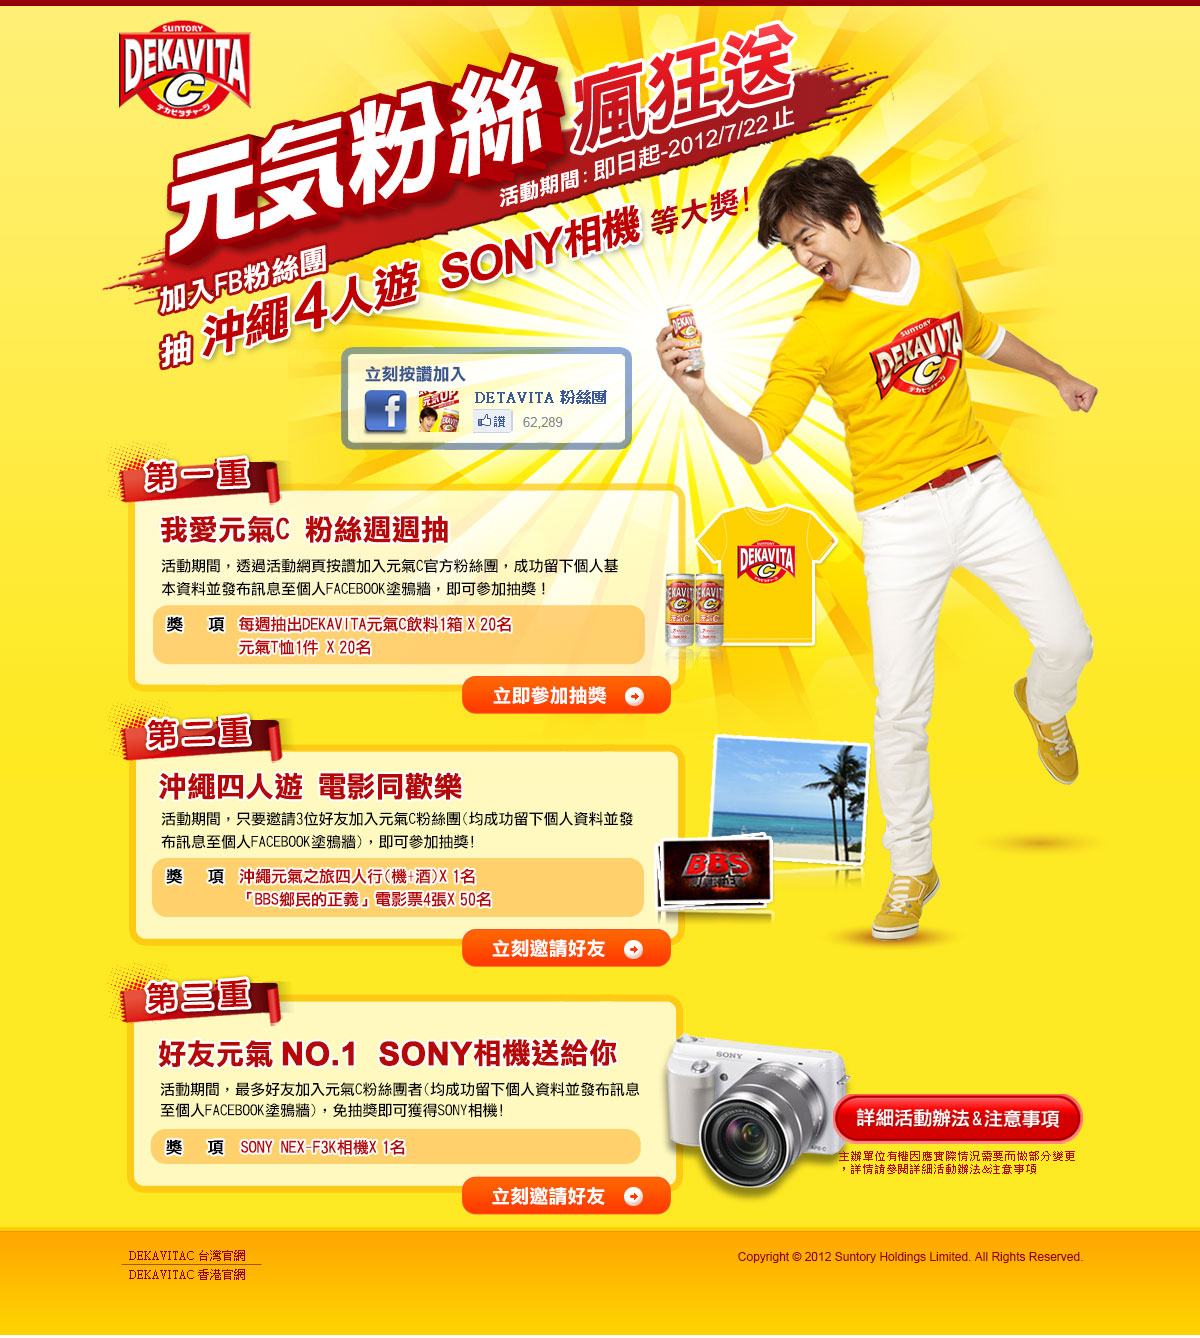 SUNTORY
DEKAVITA
C
デカビタチャージ
元気粉絲 瘋狂送
活動期間：即日起-2012/7/22 止
加入FB粉絲團
抽 沖繩4人遊 SONY相機 等大獎！
立刻按讚加入
DETAVITA 粉絲團
讚 62,289
SUNTORY
DEKAVITA
C
第一重
我愛元氣C 粉絲週週抽
活動期間，透過活動網頁按讚加入元氣C官方粉絲團，成功留下個人基
本資料並發布訊息至個人FACEBOOK塗鴉牆，即可參加抽獎！
獎 項 每週抽出DEKAVITA元氣C飲料1箱 X 20名
元氣T恤1件 X 20名
立即參加抽獎
DEKAVITA
C
第二重
沖繩四人遊 電影同歡樂
活動期間，只要邀請3位好友加入元氣C粉絲團(均成功留下個人資料並發
布訊息至個人FACEBOOK塗鴉牆)，即可參加抽獎!
獎 項 沖繩元氣之旅四人行(機+酒)X 1名
「BBS鄉民的正義」電影票4張X 50名
BBS
立刻邀請好友
第三重
好友元氣 NO.1 SONY相機送給你
活動期間，最多好友加入元氣C粉絲團者(均成功留下個人資料並發布訊息
至個人FACEBOOK塗鴉牆)，免抽獎即可獲得SONY相機!
獎 項 SONY NEX-F3K相機X 1名
立刻邀請好友
SONY
詳細活動辦法&注意事項
主辦單位有權因應實際情況需要而做部分變更
，詳情請參閱詳細活動辦法&注意事項
DEKAVITAC 台灣官網
DEKAVITAC 香港官網
Copyright © 2012 Suntory Holdings Limited. All Rights Reserved.